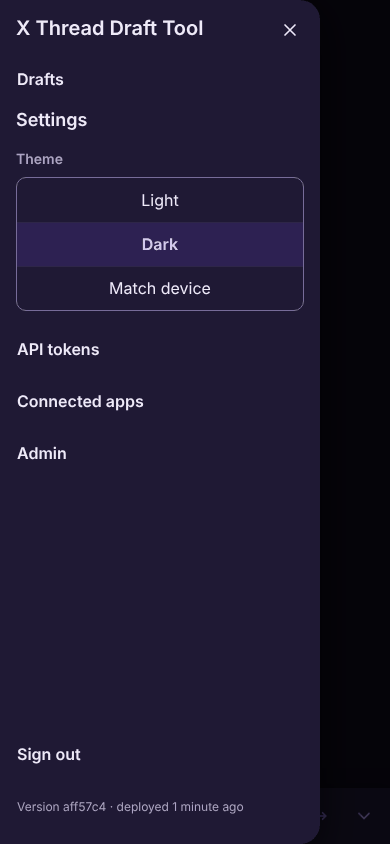 X Thread Draft Tool
Drafts
Settings
Theme
Light
Dark
Match device
API tokens
Connected apps
Admin
Sign out
Version aff57c4 · deployed 1 minute ago